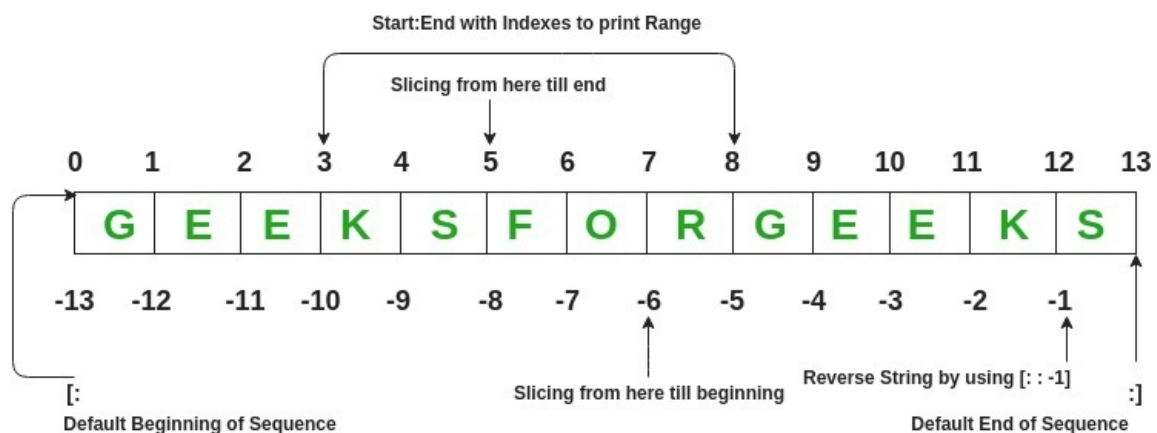 Start:End with Indexes to print Range
Slicing from here till end
0 1 2 3 4 5 6 7 8 9 10 11 12 13
G E E K S F O R G E E K S
-13 -12 -11 -10 -9 -8 -7 -6 -5 -4 -3 -2 -1
Reverse String by using [: : -1]
[: Slicing from here till beginning :]
Default Beginning of Sequence Default End of Sequence